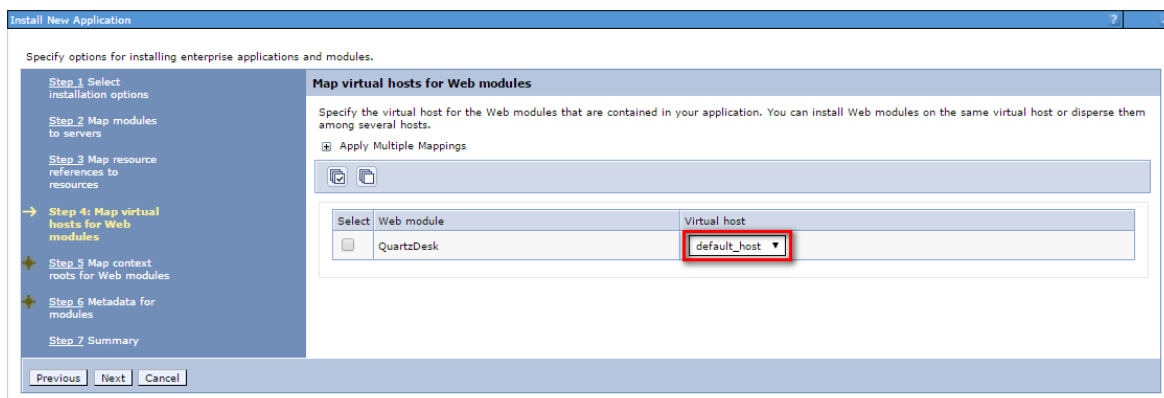 Install New Application ?
Specify options for installing enterprise applications and modules.
Step 1 Select
installation options
Step 2 Map modules
to servers
Step 3 Map resource
references to
resources
Step 4: Map virtual
hosts for Web
modules
Step 5 Map context
roots for Web modules
Step 6 Metadata for
modules
Step 7 Summary
Map virtual hosts for Web modules
Specify the virtual host for the Web modules that are contained in your application. You can install Web modules on the same virtual host or disperse them
among several hosts.
Apply Multiple Mappings
Select Web module Virtual host
QuartzDesk default_host
Previous Next Cancel